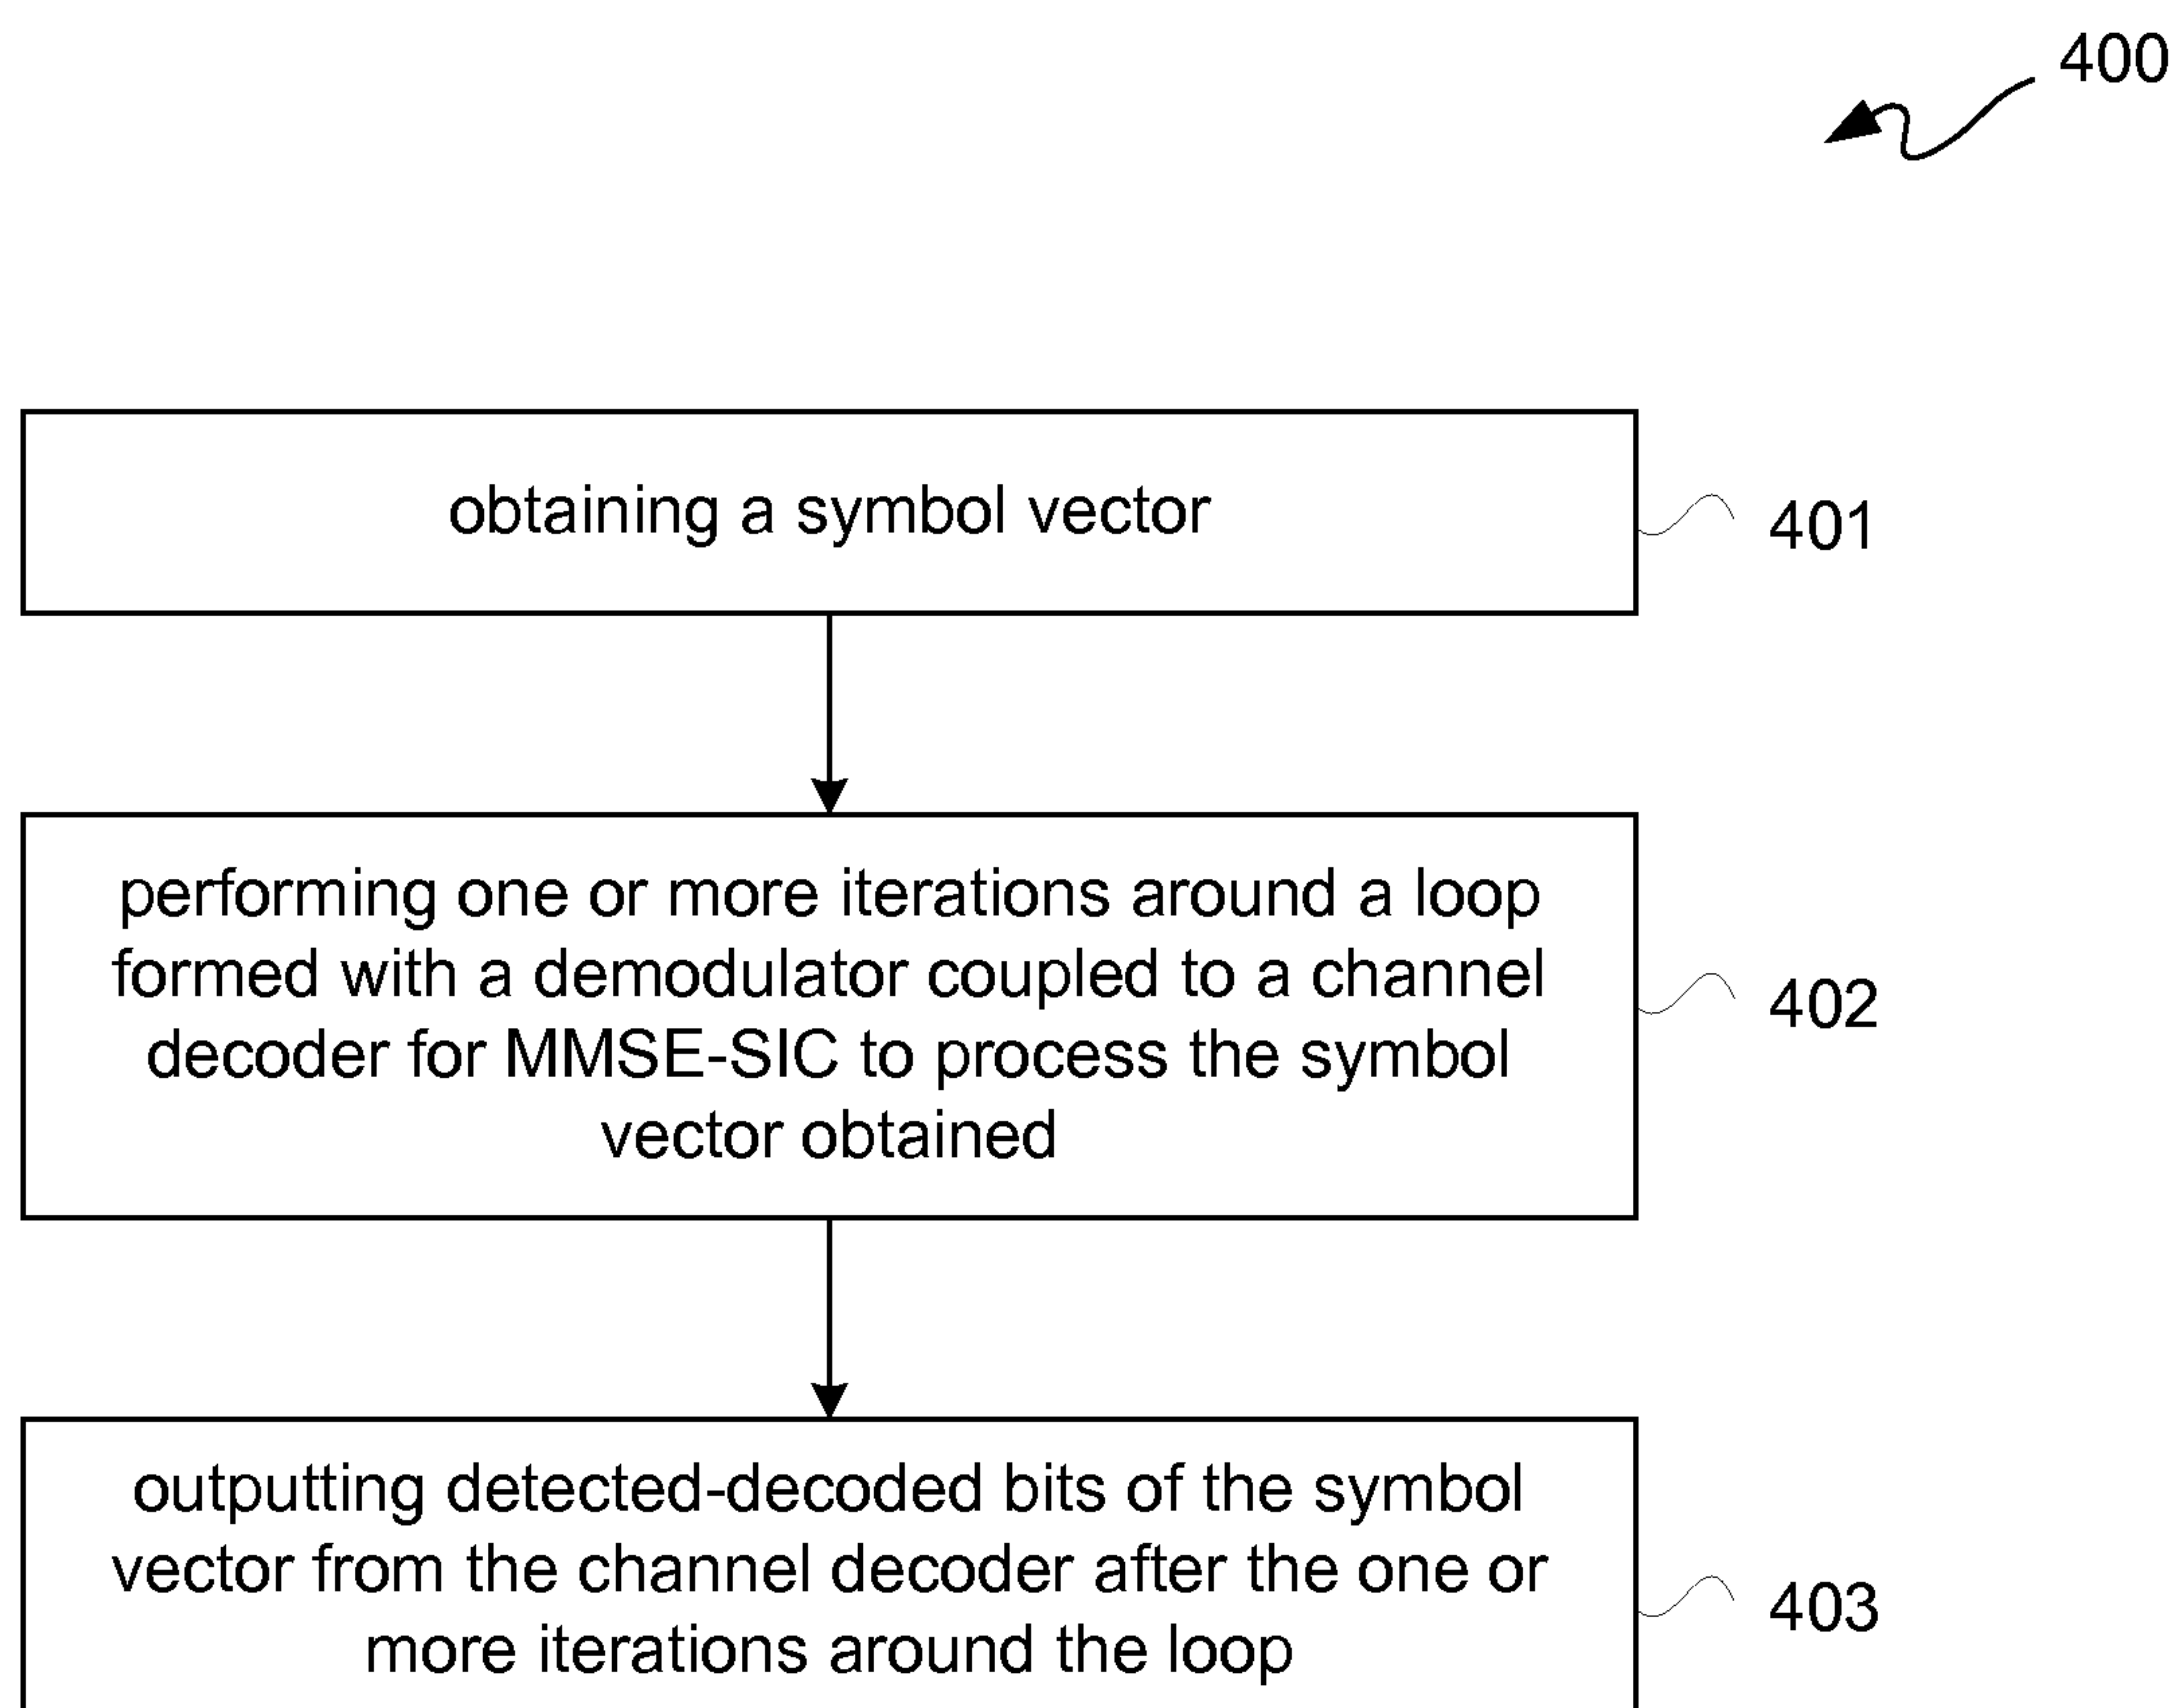 400
obtaining a symbol vector
401
performing one or more iterations around a loop
formed with a demodulator coupled to a channel
decoder for MMSE-SIC to process the symbol
vector obtained
402
outputting detected-decoded bits of the symbol
vector from the channel decoder after the one or
more iterations around the loop
403